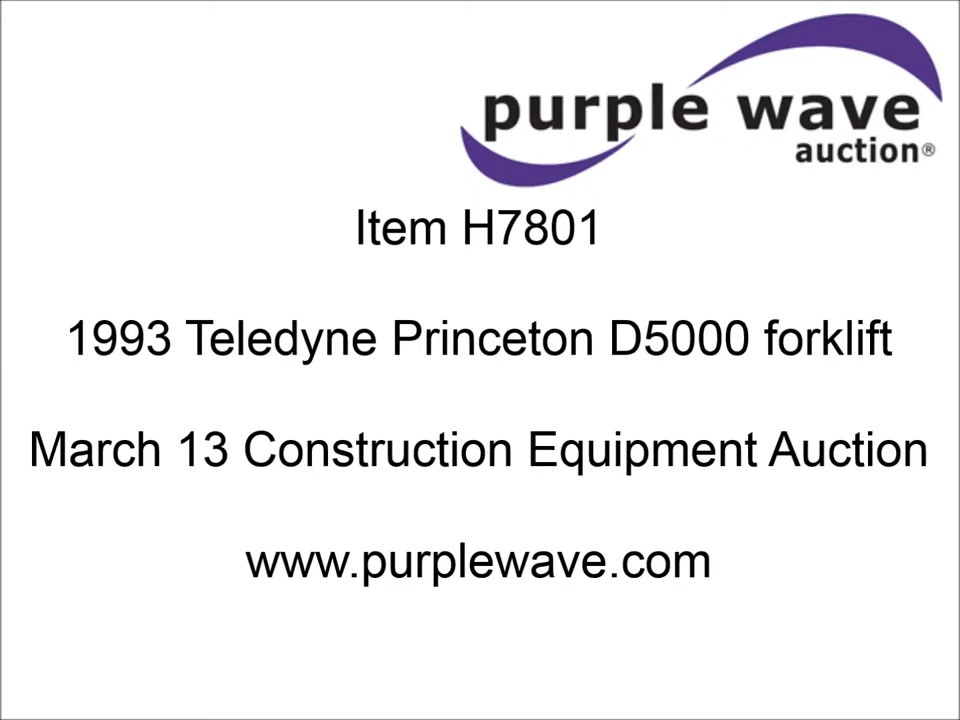 purple wave
auction®
Item H7801
1993 Teledyne Princeton D5000 forklift
March 13 Construction Equipment Auction
www.purplewave.com